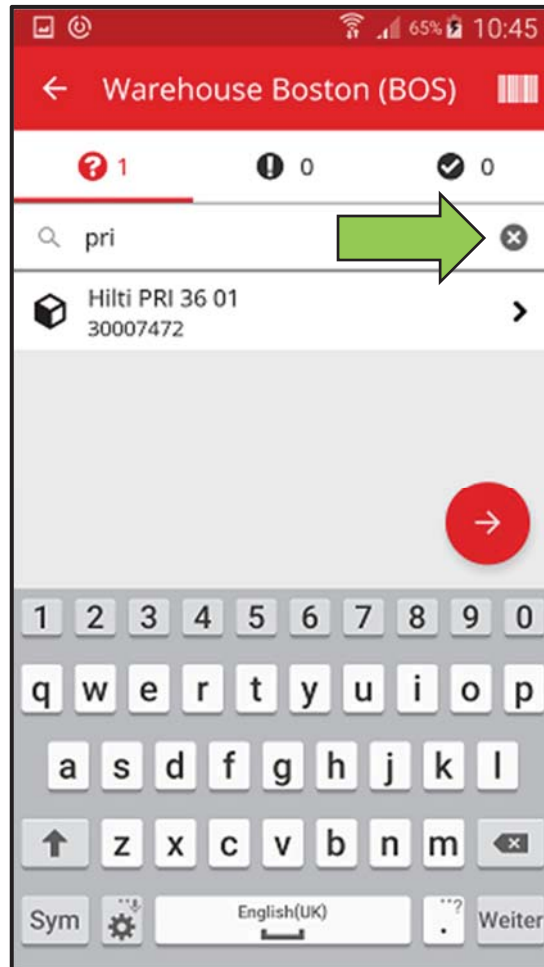 65% 10:45
Warehouse Boston (BOS)
1 0 0
pri
Hilti PRI 36 01
30007472
1 2 3 4 5 6 7 8 9 0
q w e r t y u i o p
a s d f g h j k l
z x c v b n m
Sym English(UK) . ...? Weiter